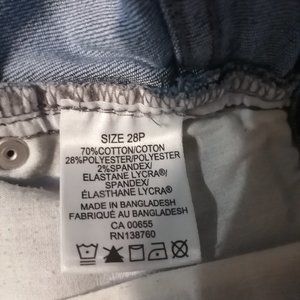 SIZE 28P
70%COTTON/COTON
28%POLYESTER/POLYESTER
2%SPANDEX/
ELASTANE LYCRA®/
SPANDEX/
ÉLASTHANE LYCRA®
MADE IN BANGLADESH
FABRIQUÉ AU BANGLADESH
CA 00655
RN138760